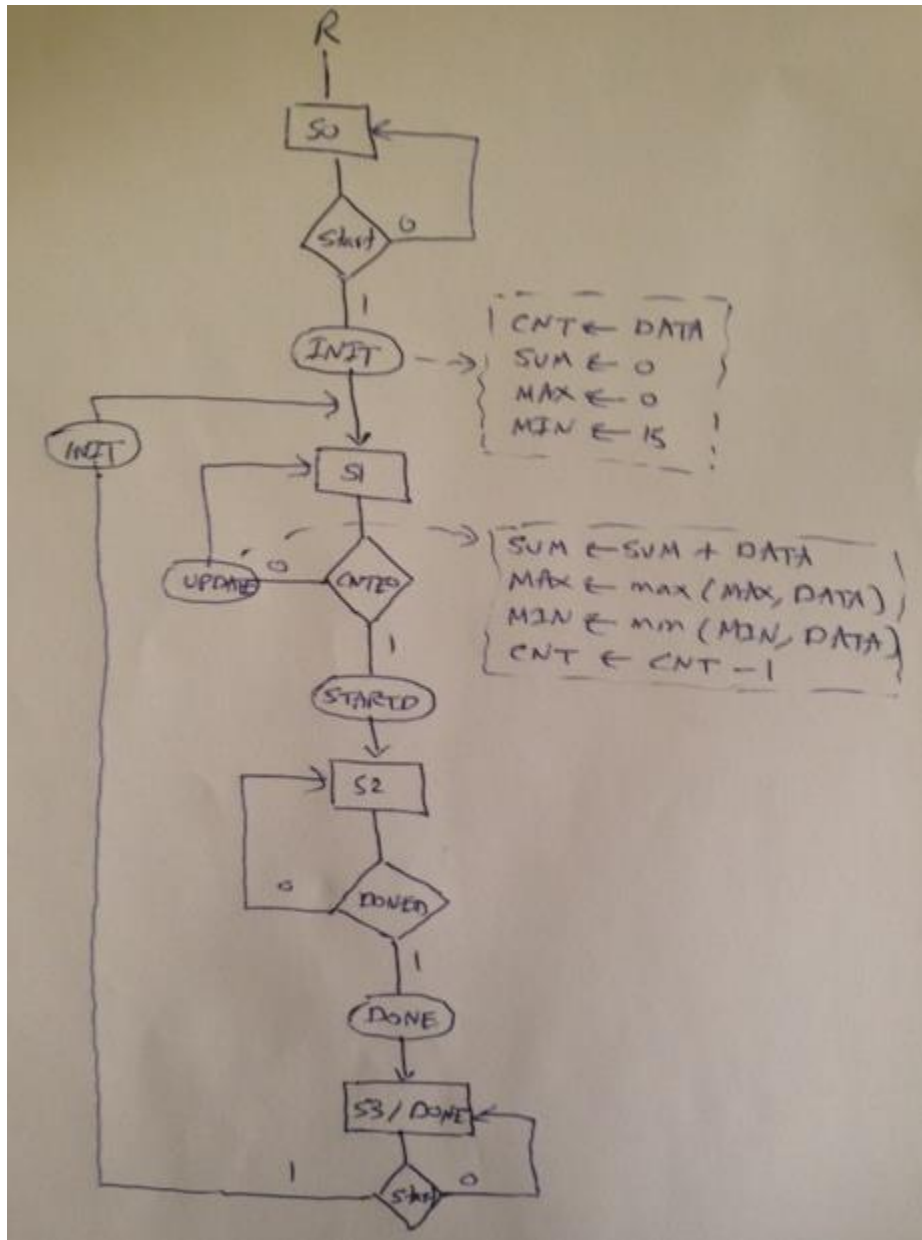 R
S0
Start
0
1
INIT
CNT ← DATA
SUM ← 0
MAX ← 0
MIN ← 15
INIT
S1
UPDATE
0
CNTZ0
SUM ← SUM + DATA
MAX ← max (MAX, DATA)
MIN ← min (MIN, DATA)
CNT ← CNT - 1
1
STARTD
S2
0
DONED
1
DONE
S3 / DONE
1
Start
0